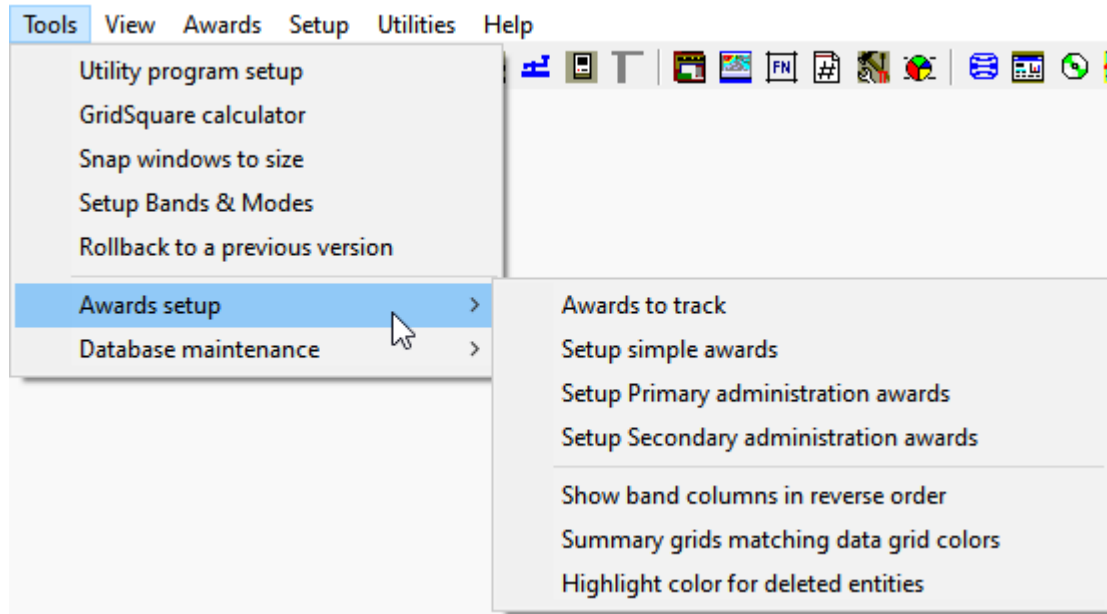 Tools View Awards Setup Utilities Help
Utility program setup
GridSquare calculator
Snap windows to size
Setup Bands & Modes
Rollback to a previous version
Awards setup
Database maintenance
Awards to track
Setup simple awards
Setup Primary administration awards
Setup Secondary administration awards
Show band columns in reverse order
Summary grids matching data grid colors
Highlight color for deleted entities
FN
#